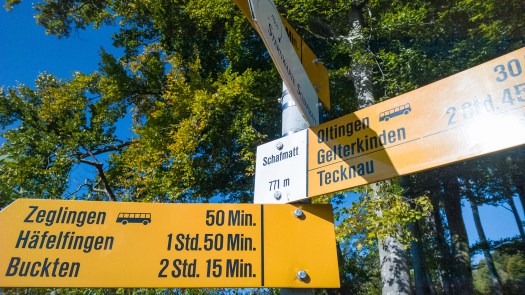 Oltingen 30
Gelterkinden 2 Std. 45
Tecknau
Schafmatt
771 m
Zeglingen 50 Min.
Häfelfingen 1 Std. 50 Min.
Buckten 2 Std. 15 Min.